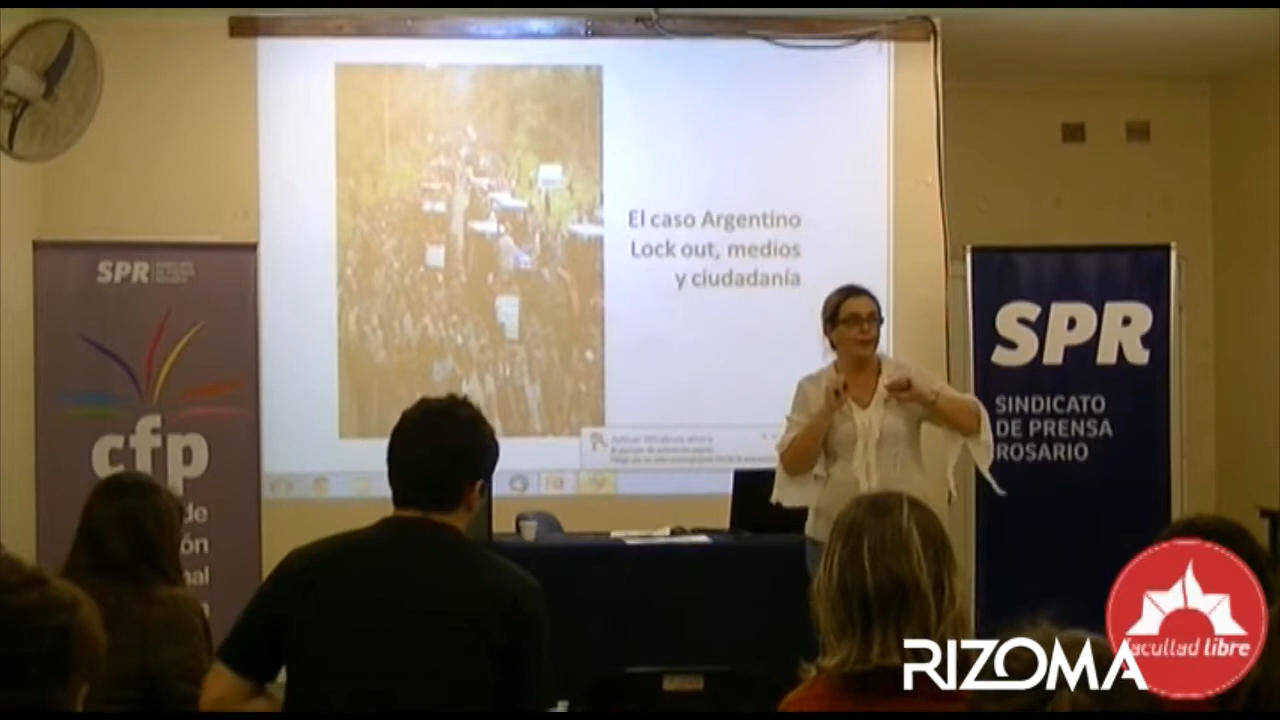 El caso Argentino
Lock out, medios
y ciudadanía
SPR
cfp
de
ón
nal
SPR
SINDICATO
DE PRENSA
ROSARIO
facultad libre
RIZOMA